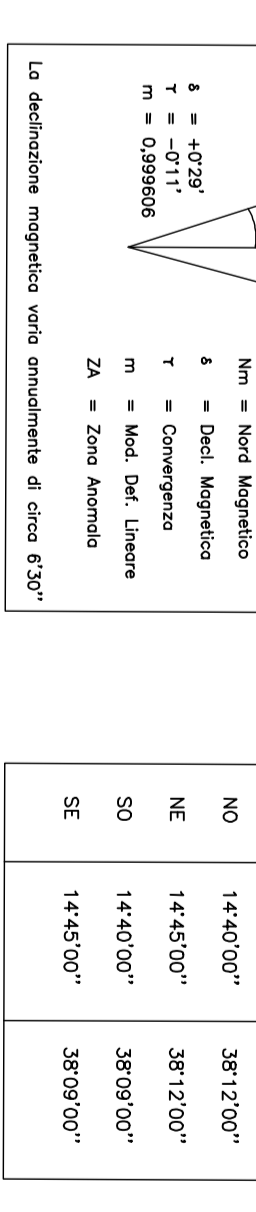 Nm = Nord Magnetico
δ = Decl. Magnetica
γ = Convergenza
m = Mod. Def. Lineare
ZA = Zona Anomala
δ = +0°29'
γ = -0°11'
m = 0,999606
La declinazione magnetica varia annualmente di circa 6'30''
NO 14°40'00'' 38°12'00''
NE 14°45'00'' 38°12'00''
SO 14°40'00'' 38°09'00''
SE 14°45'00'' 38°09'00''